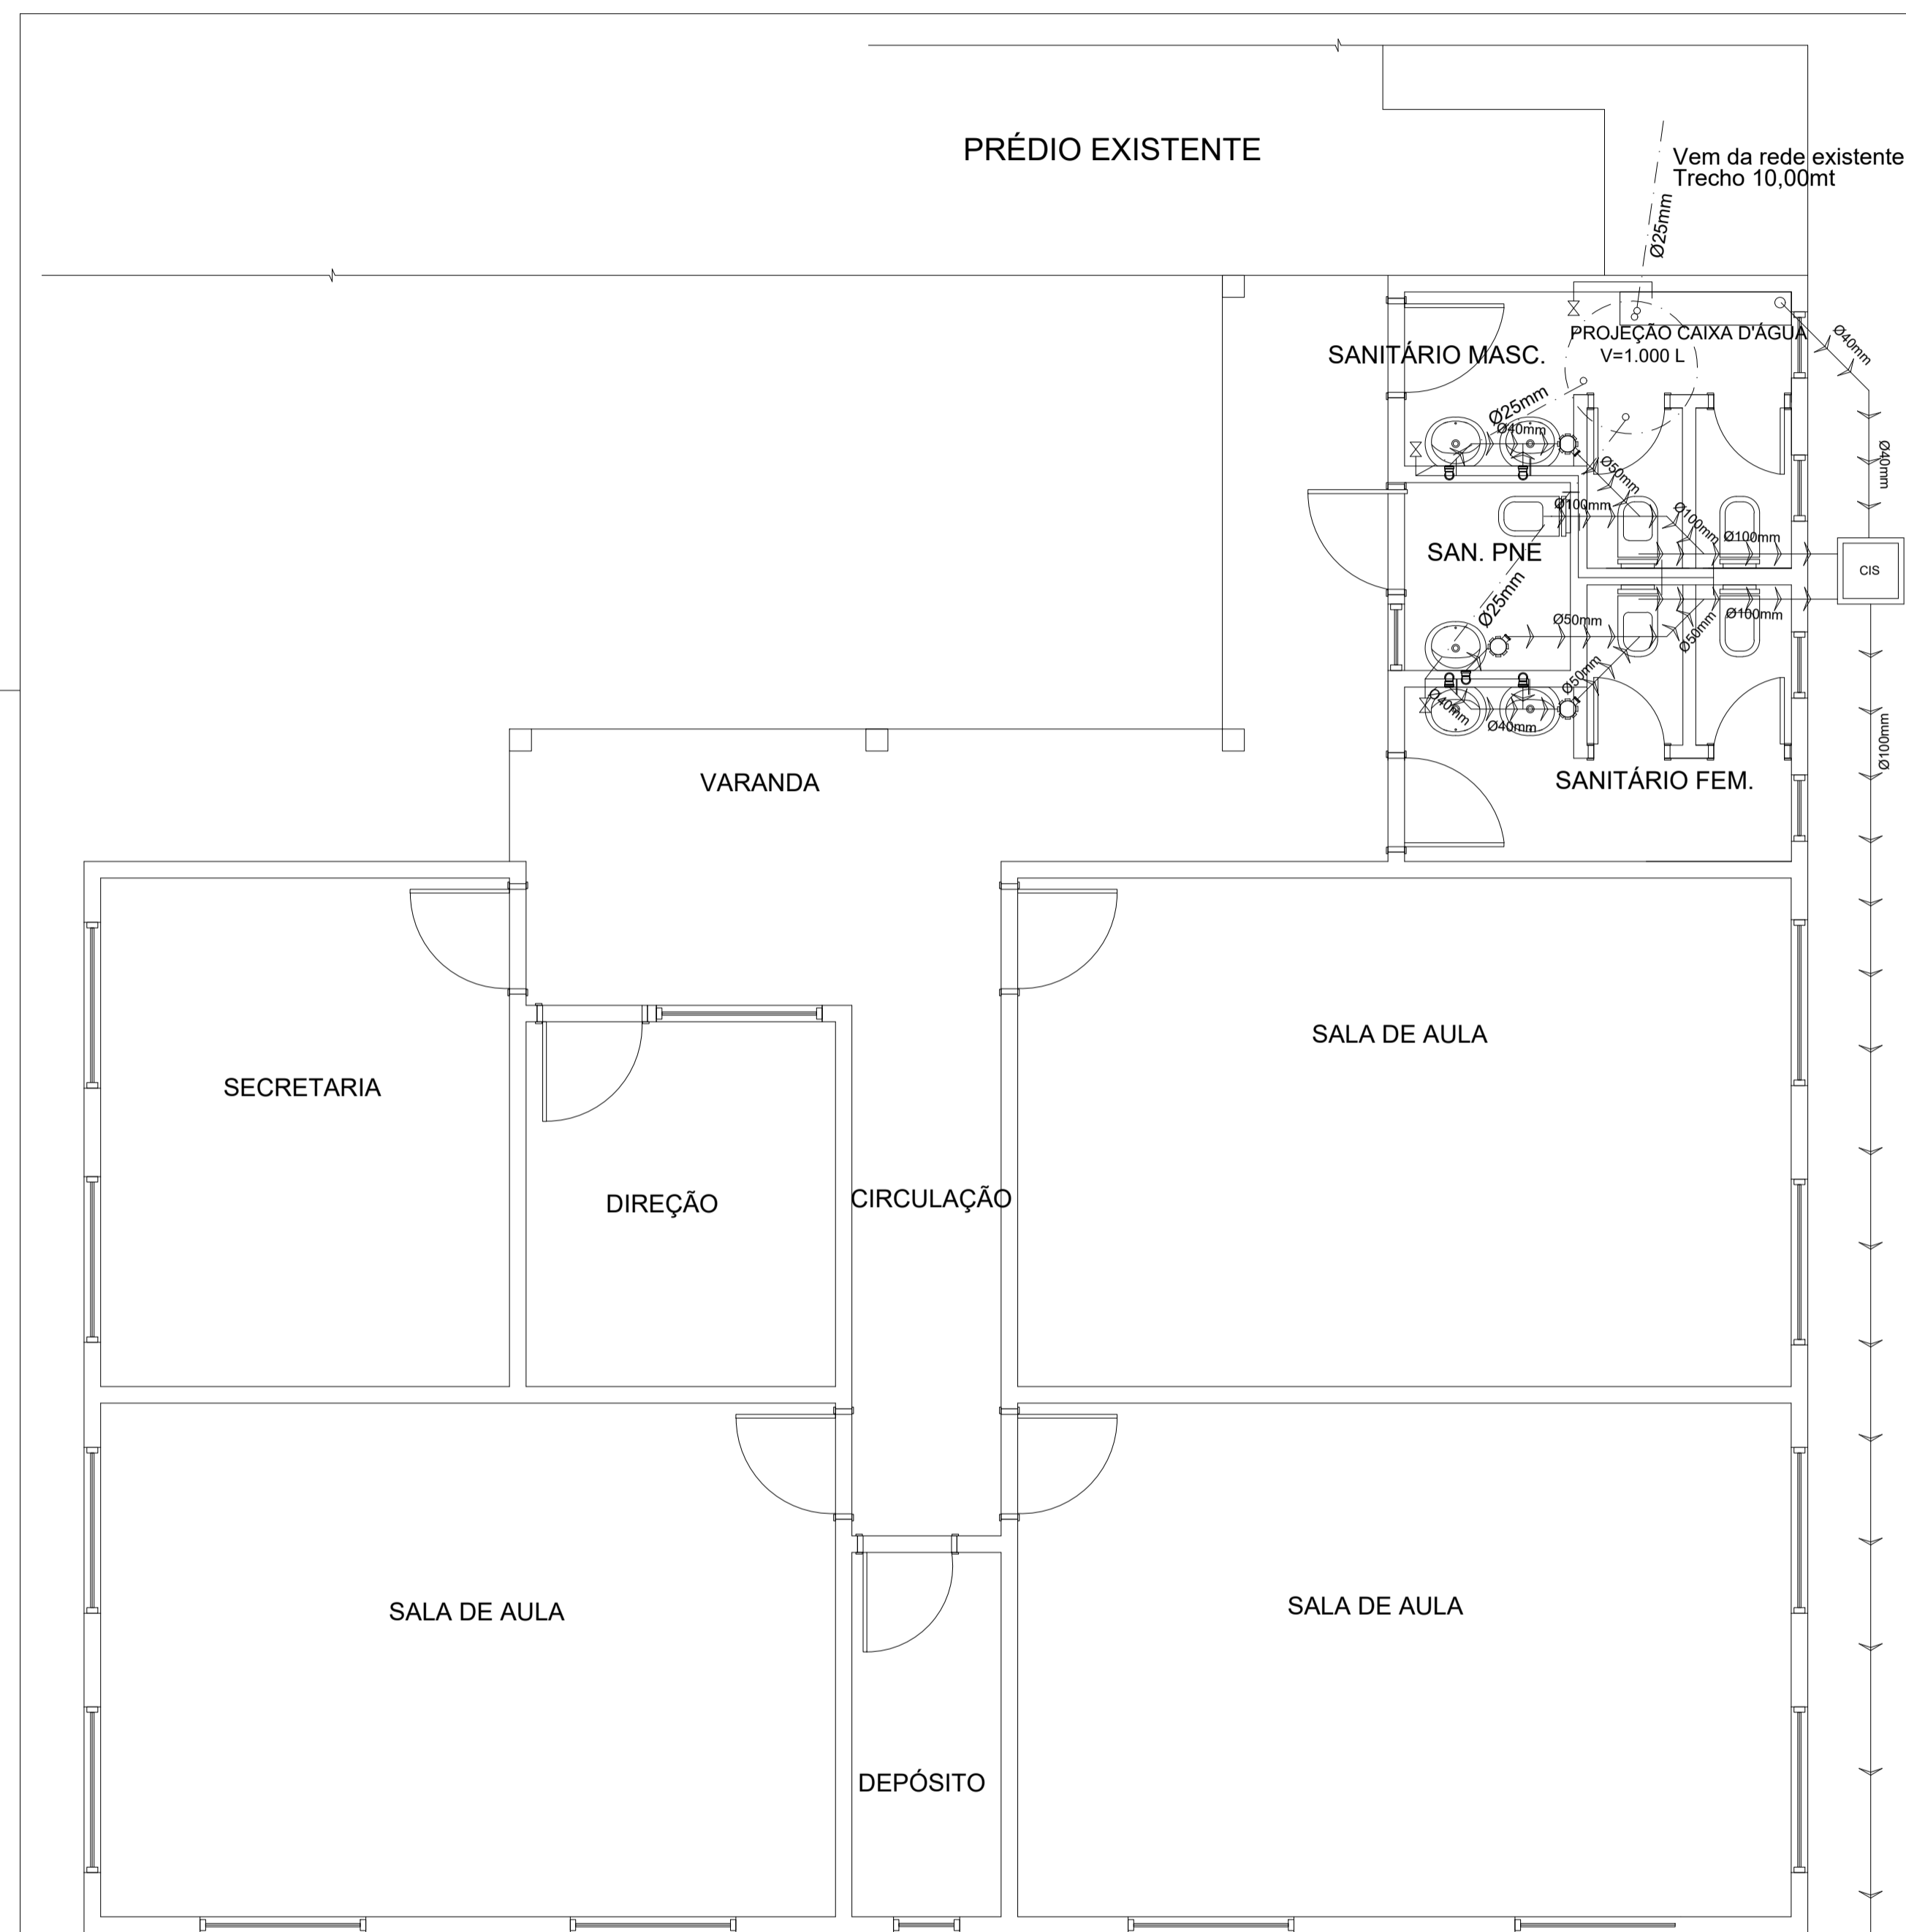 PRÉDIO EXISTENTE
Vem da rede existente
Trecho 10,00mt
Ø25mm
PROJEÇÃO CAIXA D'ÁGUA
V=1.000 L
Ø40mm
SANITÁRIO MASC.
Ø25mm
Ø40mm
Ø40mm
Ø50mm
Ø100mm
Ø100mm
Ø100mm
SAN. PNE
CIS
Ø25mm
Ø50mm
Ø50mm
Ø100mm
Ø50mm
Ø40mm
Ø40mm
Ø100mm
SANITÁRIO FEM.
VARANDA
SALA DE AULA
SECRETARIA
DIREÇÃO
CIRCULAÇÃO
SALA DE AULA
SALA DE AULA
DEPÓSITO